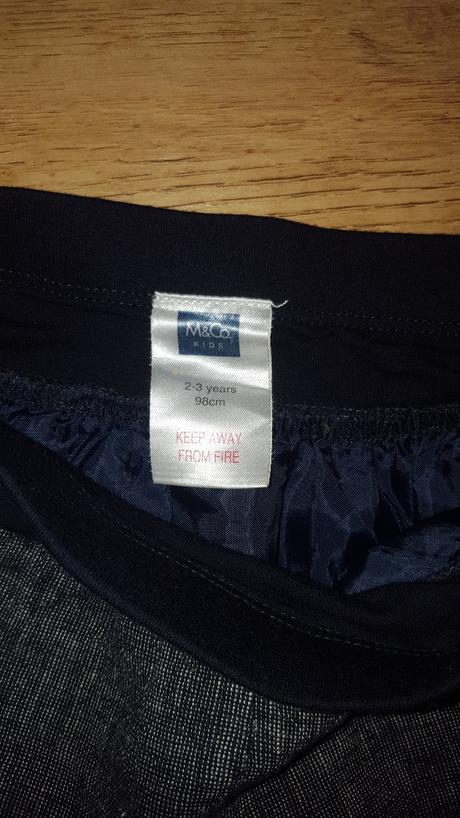 M&Co.
KIDS
2-3 years
98cm
KEEP AWAY
FROM FIRE